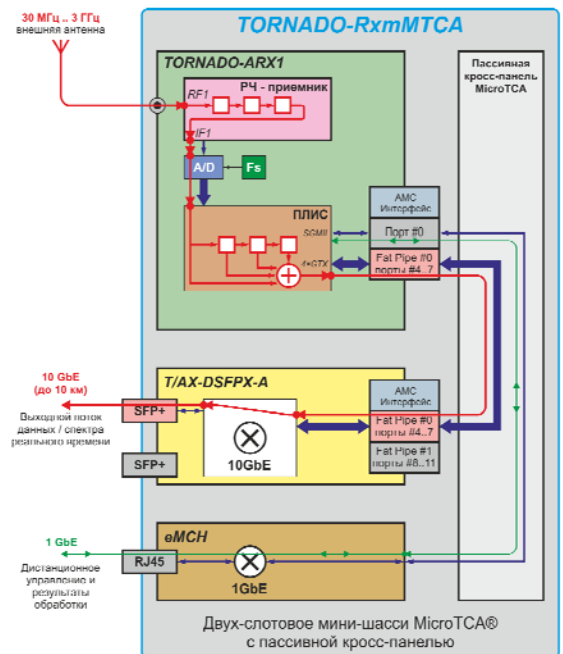 TORNADO-RxmMTCA
30 МГц .. 3 ГГц
внешняя антенна
TORNADO-ARX1
РЧ - приемник
RF1
IF1
A/D
Fs
ПЛИС
SGMII
4×GTX
АМС
Интерфейс
Порт #0
Fat Pipe #0
порты #4..7
Пассивная
кросс-панель
MicroTCA
T/AX-DSFPX-A
10 GbE
(до 10 км)
Выходной поток
данных / спектра
реального времени
SFP+
SFP+
10GbE
АМС
Интерфейс
Fat Pipe #0
порты #4..7
Fat Pipe #1
порты #8..11
eMCH
1 GbE
RJ45
Дистанционное
управление и
результаты
обработки
1GbE
Двух-слотовое мини-шасси MicroTCA®
с пассивной кросс-панелью